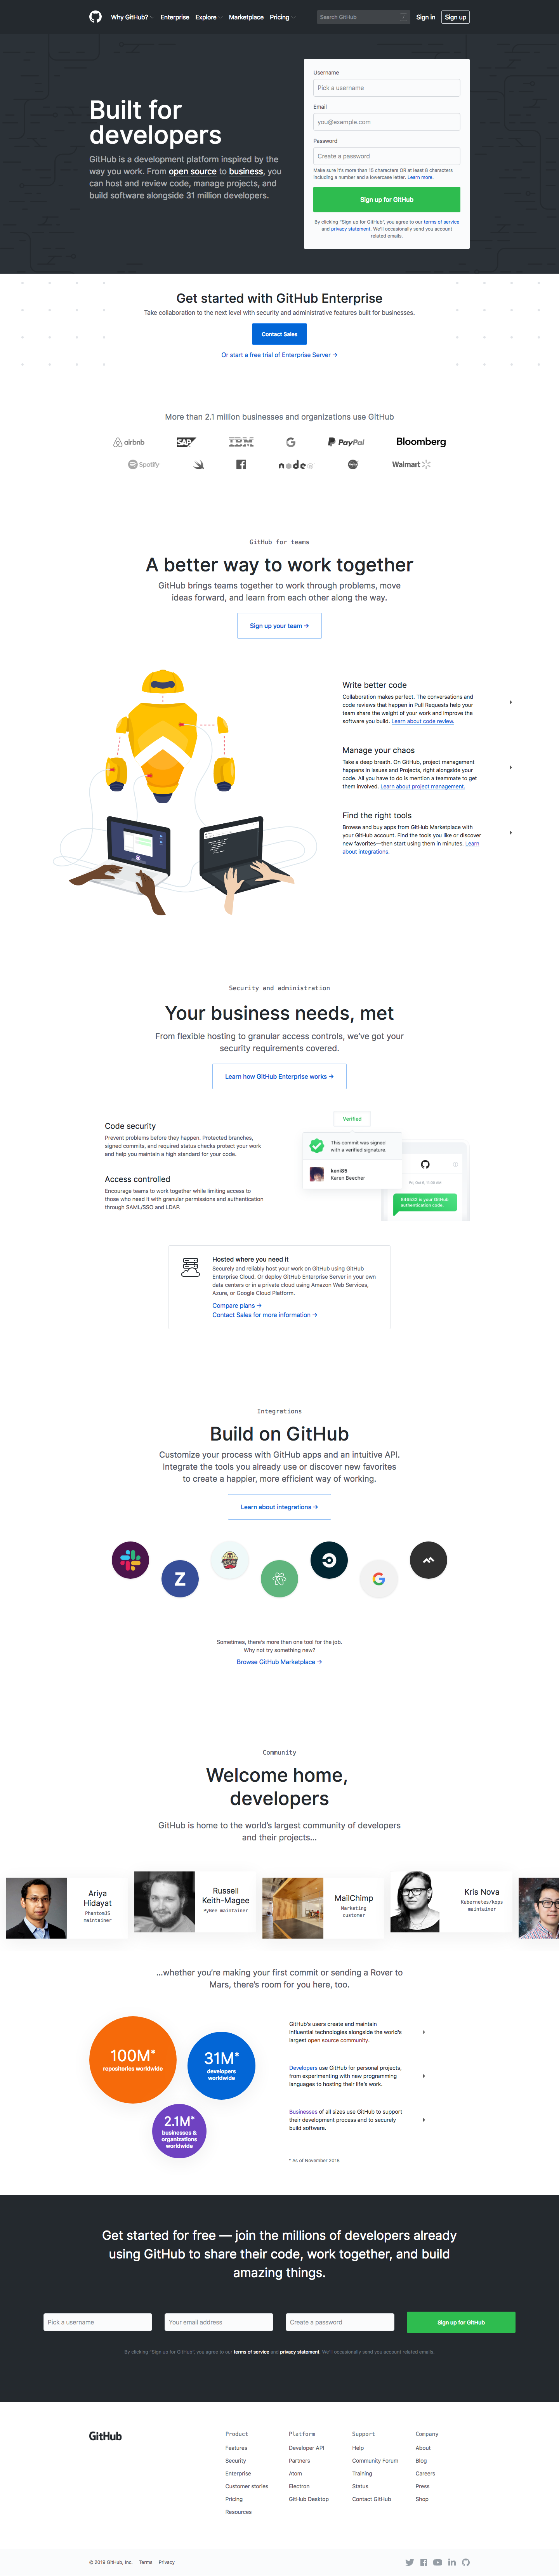 Why GitHub? Enterprise Explore Marketplace Pricing Search GitHub / Sign in Sign up
Built for
developers
GitHub is a development platform inspired by the
way you work. From open source to business, you
can host and review code, manage projects, and
build software alongside 31 million developers.
Username
Pick a username
Email
you@example.com
Password
Create a password
Make sure it's more than 15 characters OR at least 8 characters
including a number and a lowercase letter. Learn more.
Sign up for GitHub
By clicking "Sign up for GitHub", you agree to our terms of service
and privacy statement. We'll occasionally send you account
related emails.
Get started with GitHub Enterprise
Take collaboration to the next level with security and administrative features built for businesses.
Contact Sales
Or start a free trial of Enterprise Server →
More than 2.1 million businesses and organizations use GitHub
airbnb SAP IBM G PayPal Bloomberg
Spotify node Walmart
GitHub for teams
A better way to work together
GitHub brings teams together to work through problems, move
ideas forward, and learn from each other along the way.
Sign up your team →
Write better code
Collaboration makes perfect. The conversations and
code reviews that happen in Pull Requests help your
team share the weight of your work and improve the
software you build. Learn about code review.
Manage your chaos
Take a deep breath. On GitHub, project management
happens in Issues and Projects, right alongside your
code. All you have to do is mention a teammate to get
them involved. Learn about project management.
Find the right tools
Browse and buy apps from GitHub Marketplace with
your GitHub account. Find the tools you like or discover
new favorites—then start using them in minutes. Learn
about integrations.
Security and administration
Your business needs, met
From flexible hosting to granular access controls, we've got your
security requirements covered.
Learn how GitHub Enterprise works →
Code security
Prevent problems before they happen. Protected branches,
signed commits, and required status checks protect your work
and help you maintain a high standard for your code.
Access controlled
Encourage teams to work together while limiting access to
those who need it with granular permissions and authentication
through SAML/SSO and LDAP.
Verified
This commit was signed
with a verified signature.
keni85
Karen Beecher
is your GitHub
authentication code.
Hosted where you need it
Securely and reliably host your work on GitHub using GitHub
Enterprise Cloud. Or deploy GitHub Enterprise Server in your own
data centers or in a private cloud using Amazon Web Services,
Azure, or Google Cloud Platform.
Compare plans →
Contact Sales for more information →
Integrations
Build on GitHub
Customize your process with GitHub apps and an intuitive API.
Integrate the tools you already use or discover new favorites
to create a happier, more efficient way of working.
Learn about integrations →
Z
G
Sometimes, there's more than one tool for the job.
Why not try something new?
Browse GitHub Marketplace →
Community
Welcome home,
developers
GitHub is home to the world's largest community of developers
and their projects...
Ariya
Hidayat
PhantomJS
maintainer
Russell
Keith-Magee
PyBee maintainer
MailChimp
Marketing
customer
Kris Nova
Kubernetes/kops
maintainer
...whether you're making your first commit or sending a Rover to
Mars, there's room for you here, too.
100M*
repositories worldwide
31M*
developers
worldwide
2.1M*
businesses &
organizations
worldwide
GitHub's users create and maintain
influential technologies alongside the world's
largest open source community.
Developers use GitHub for personal projects,
from experimenting with new programming
languages to hosting their life's work.
Businesses of all sizes use GitHub to support
their development process and to securely
build software.
* As of November 2018
Get started for free — join the millions of developers already
using GitHub to share their code, work together, and build
amazing things.
Pick a username Your email address Create a password Sign up for GitHub
By clicking "Sign up for GitHub", you agree to our terms of service and privacy statement. We'll occasionally send you account related emails.
GitHub
Product
Features
Security
Enterprise
Customer stories
Pricing
Resources
Platform
Developer API
Partners
Atom
Electron
GitHub Desktop
Support
Help
Community Forum
Training
Status
Contact GitHub
Company
About
Blog
Careers
Press
Shop
© 2019 GitHub, Inc. Terms Privacy